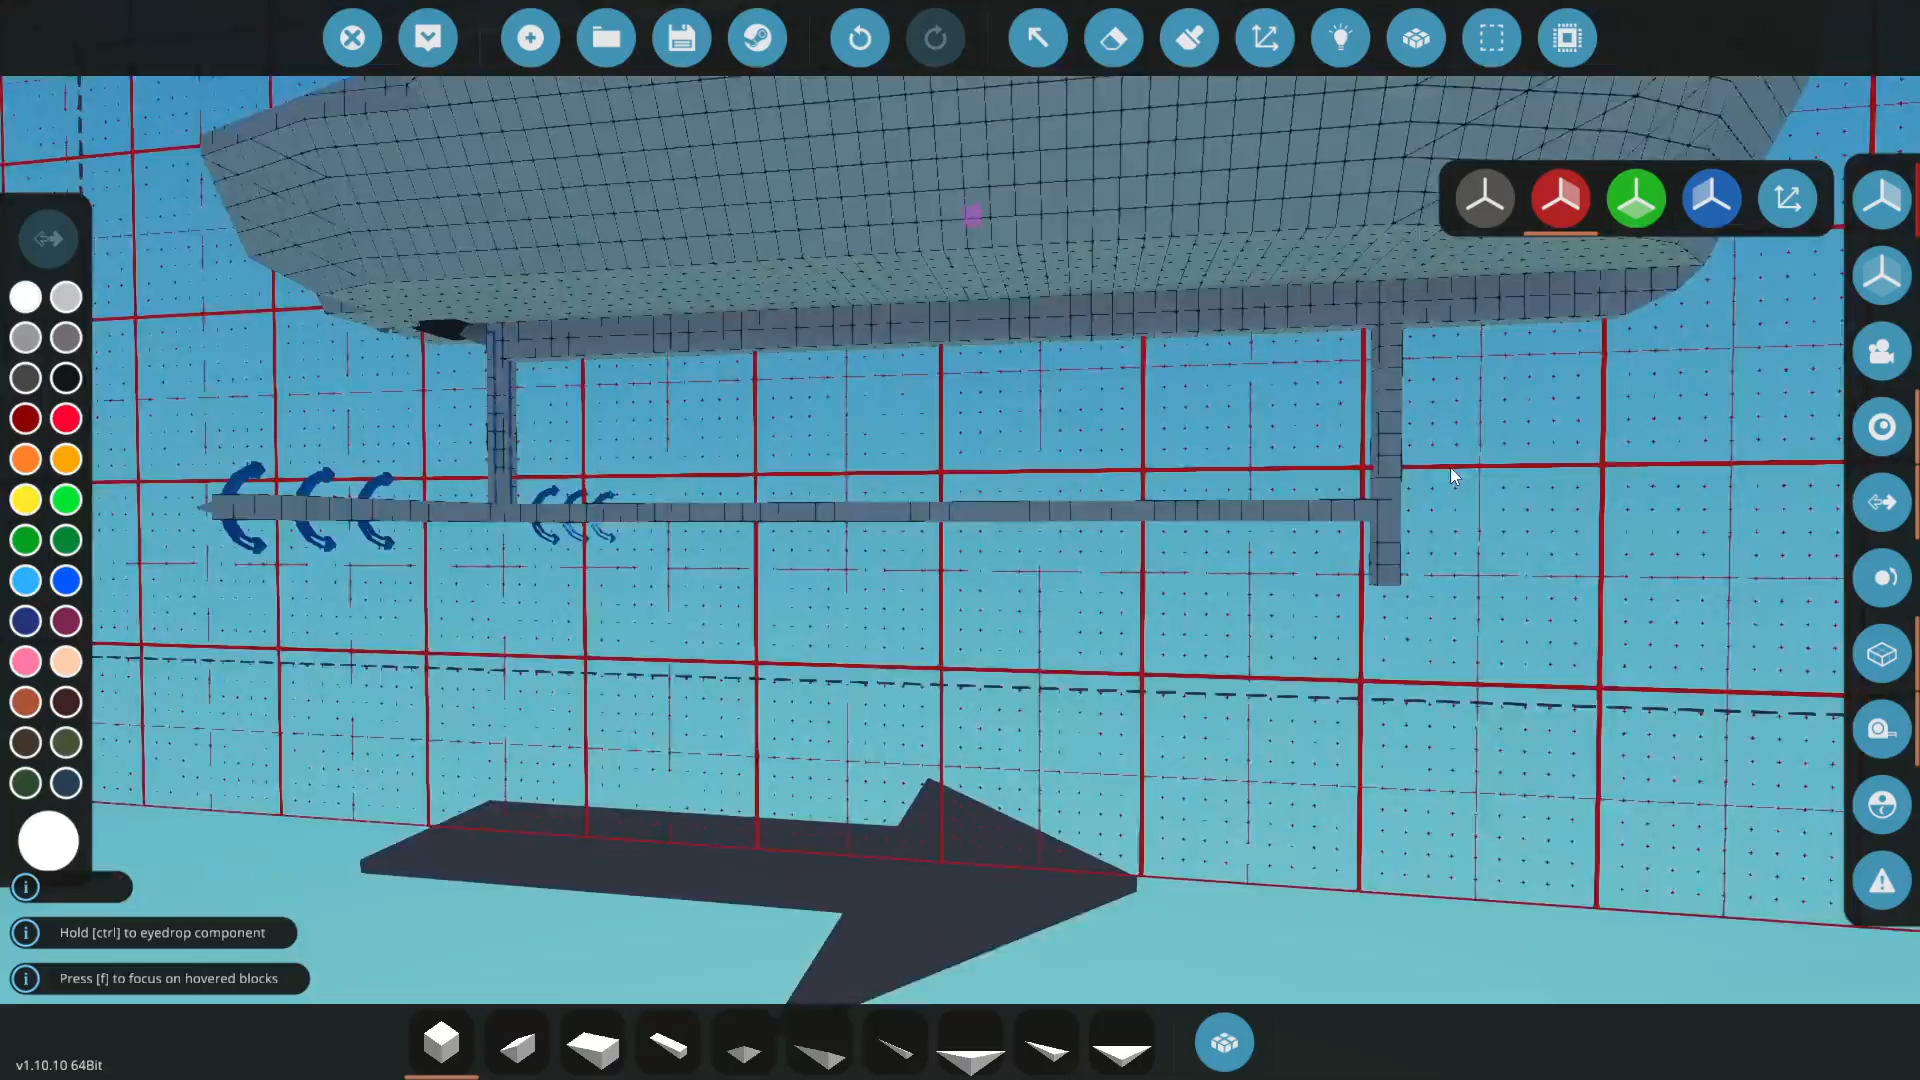 Hold [ctrl] to eyedrop component
Press [f] to focus on hovered blocks
v1.10.10 64Bit